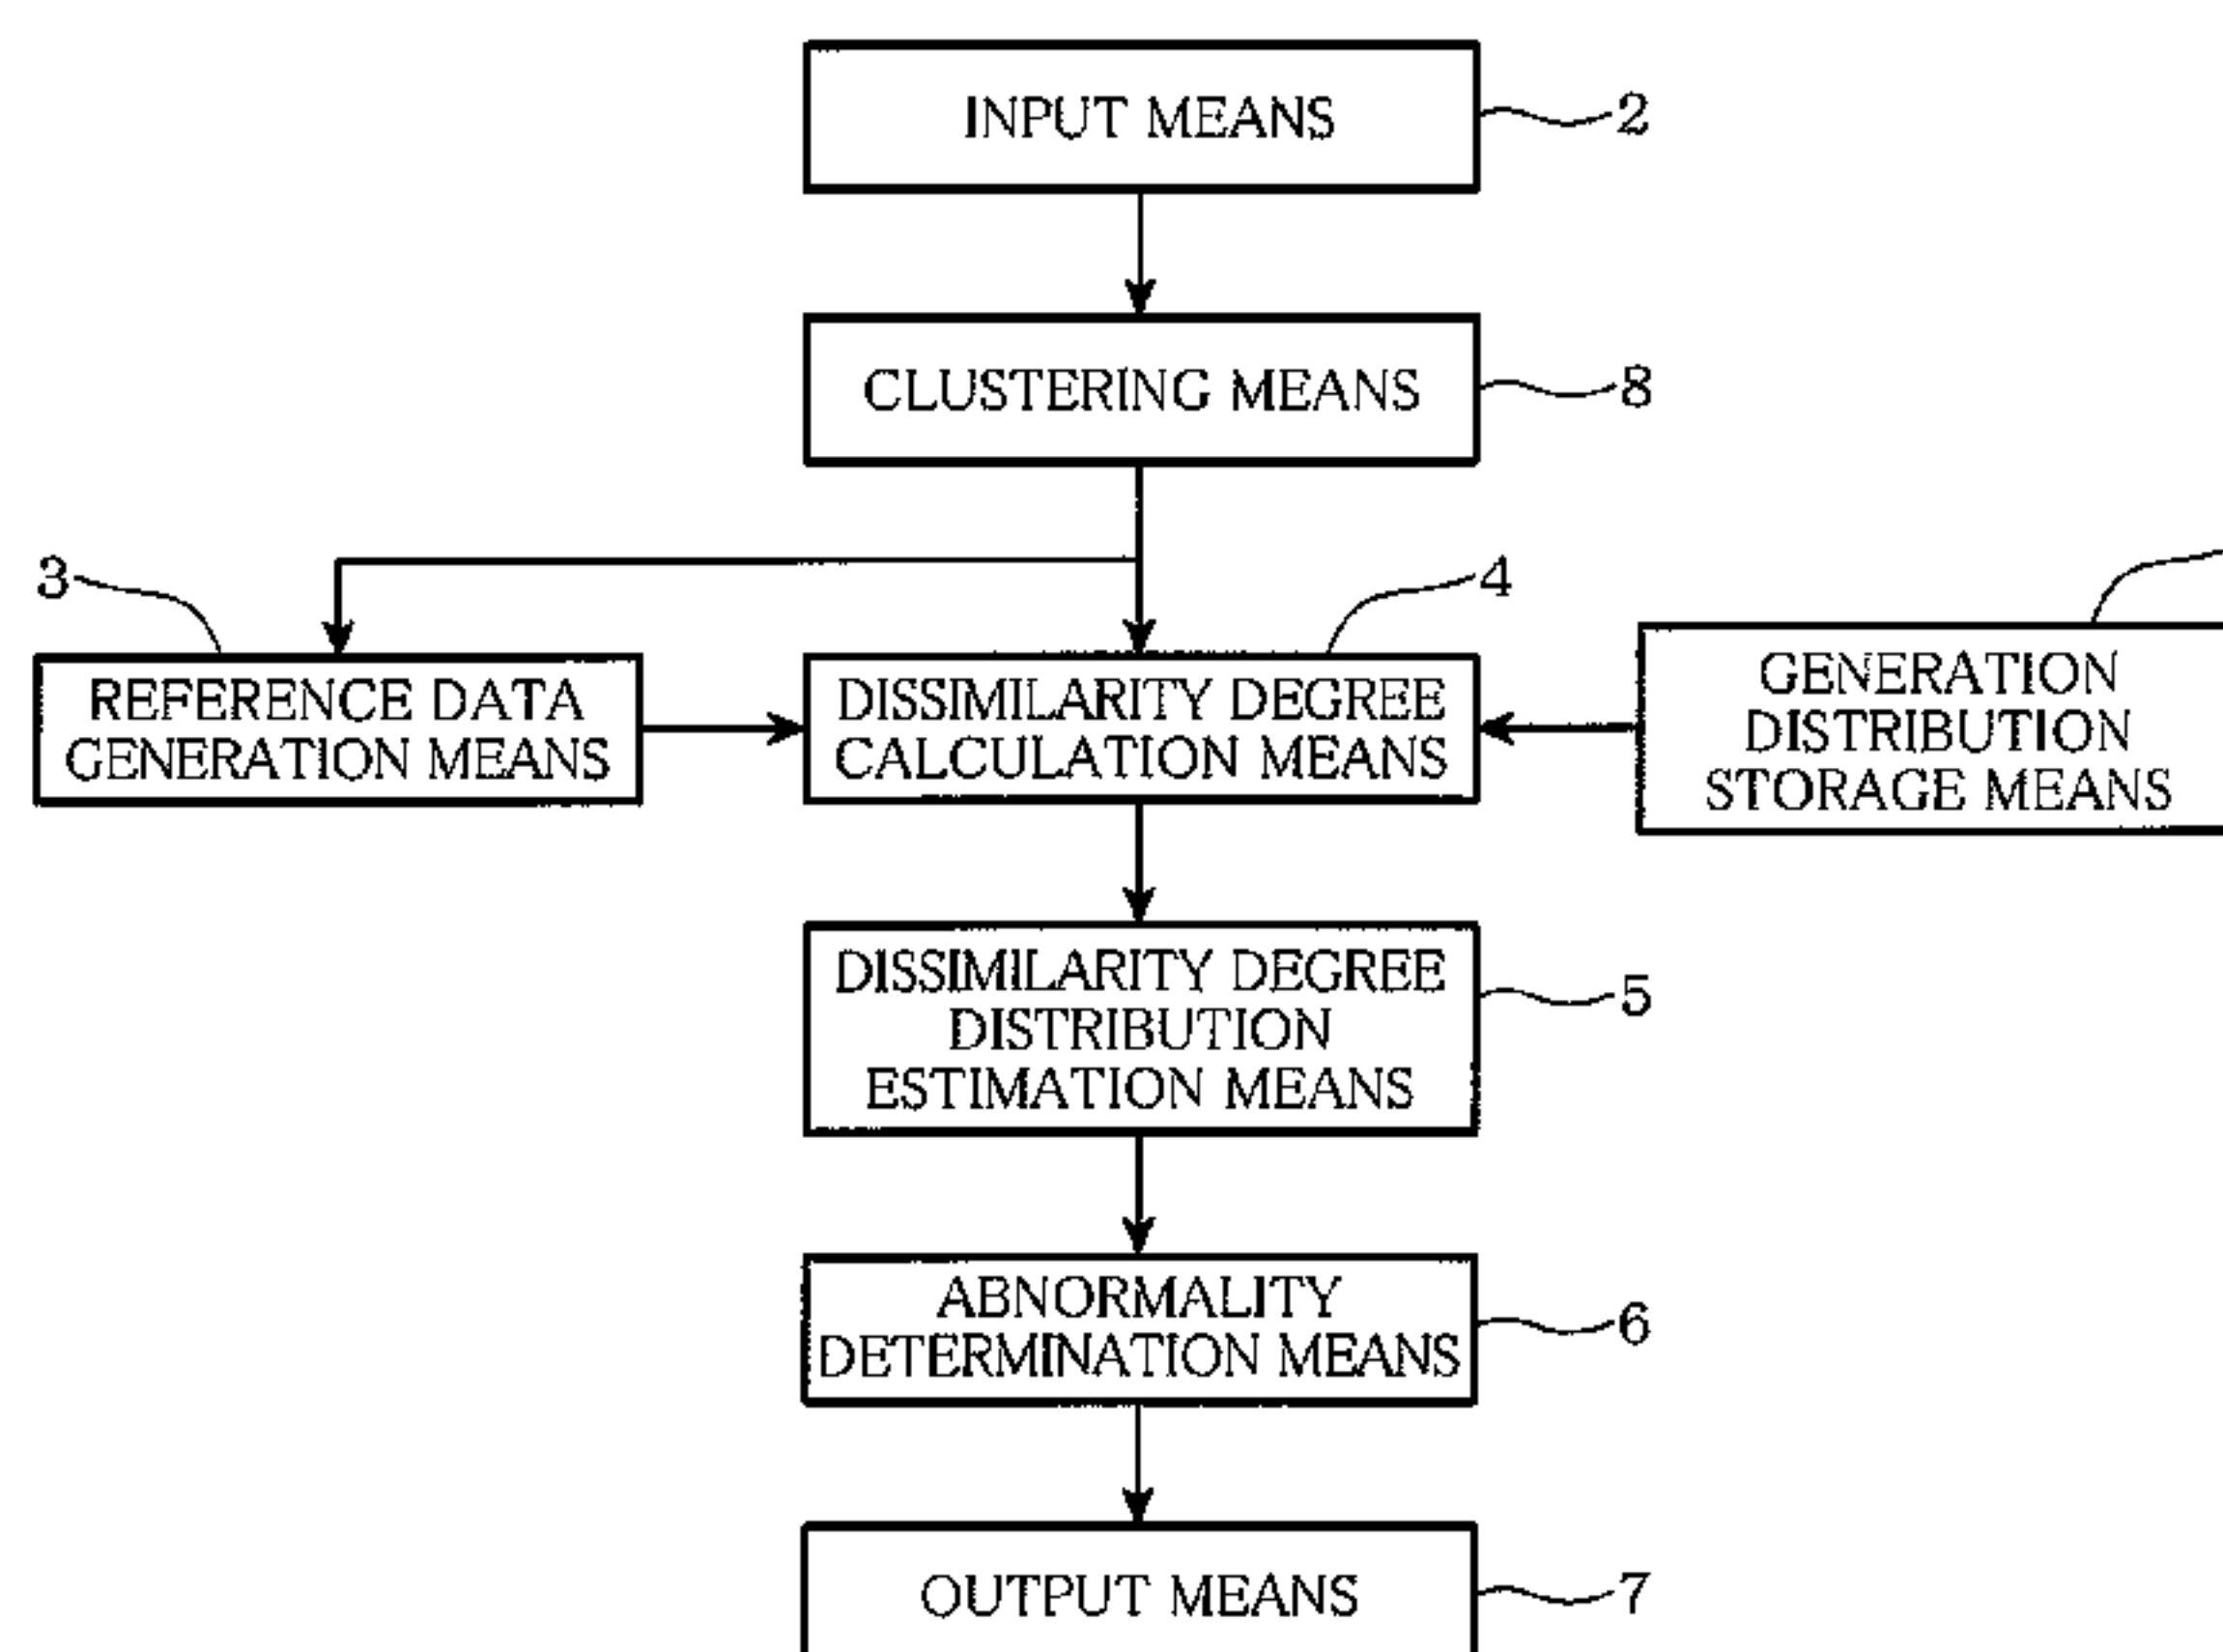 INPUT MEANS
2
CLUSTERING MEANS
8
3
4
REFERENCE DATA
GENERATION MEANS
DISSIMILARITY DEGREE
CALCULATION MEANS
GENERATION
DISTRIBUTION
STORAGE MEANS
DISSIMILARITY DEGREE
DISTRIBUTION
ESTIMATION MEANS
5
ABNORMALITY
DETERMINATION MEANS
6
OUTPUT MEANS
7